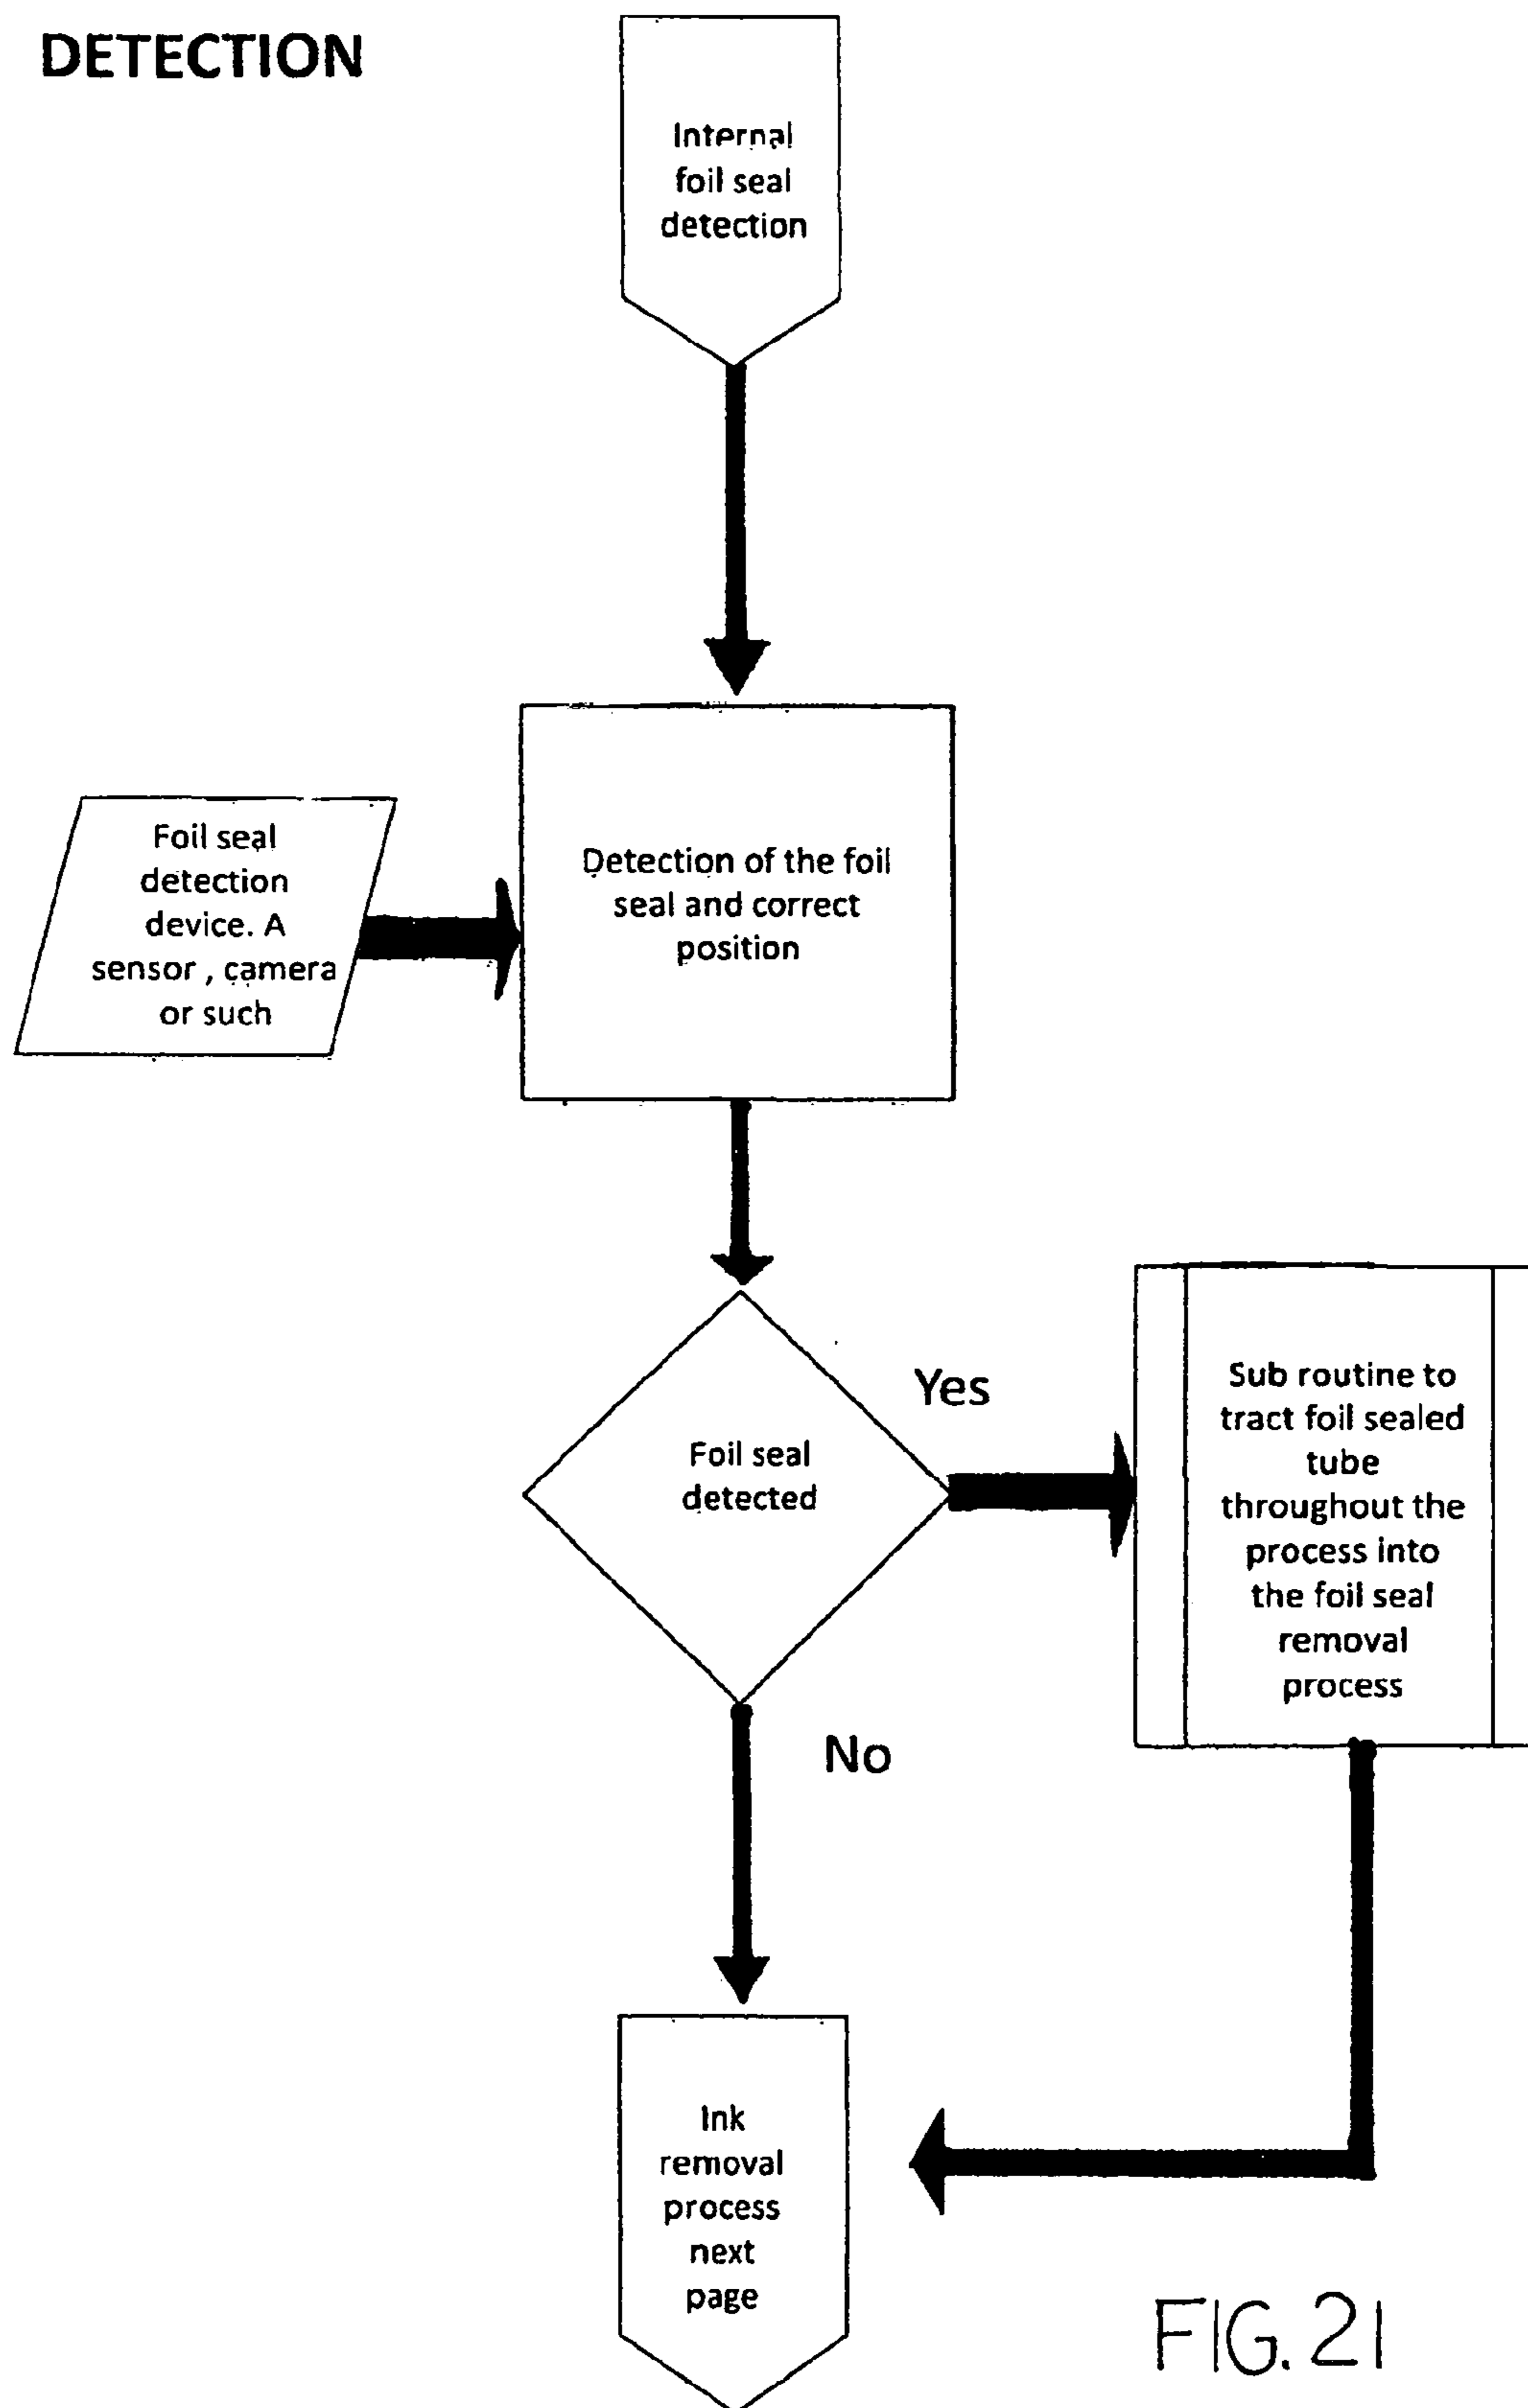 DETECTION
Internal
foil seal
detection
Foil seal
detection
device. A
sensor , camera
or such
Detection of the foil
seal and correct
position
Foil seal
detected
Yes
No
Sub routine to
tract foil sealed
tube
throughout the
process into
the foil seal
removal
process
Ink
removal
process
next
page
FIG. 21